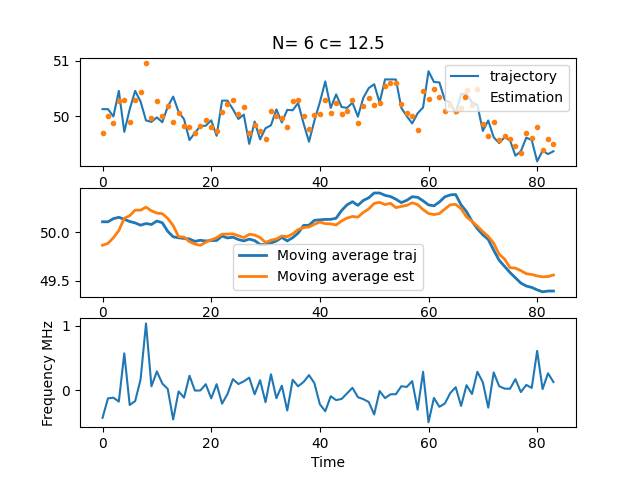 N= 6 c= 12.5
51
50
trajectory
Estimation
0 20 40 60 80
50.0
49.5
Moving average traj
Moving average est
0 20 40 60 80
1
0
Frequency MHz
0 20 40 60 80
Time